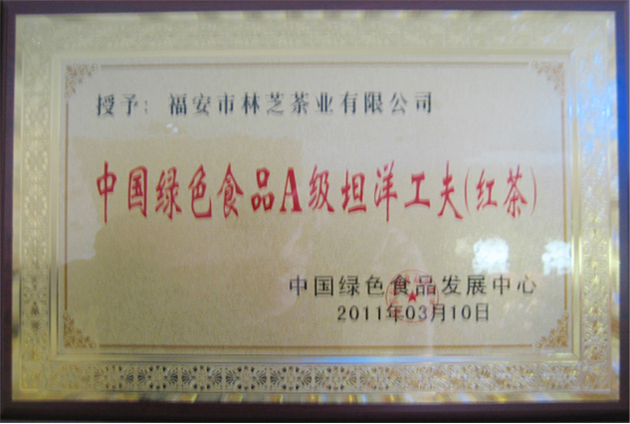 授予:福安市林芝茶业有限公司
中国绿色食品A级坦洋工夫(红茶)
中国绿色食品发展中心
2011年03月10日